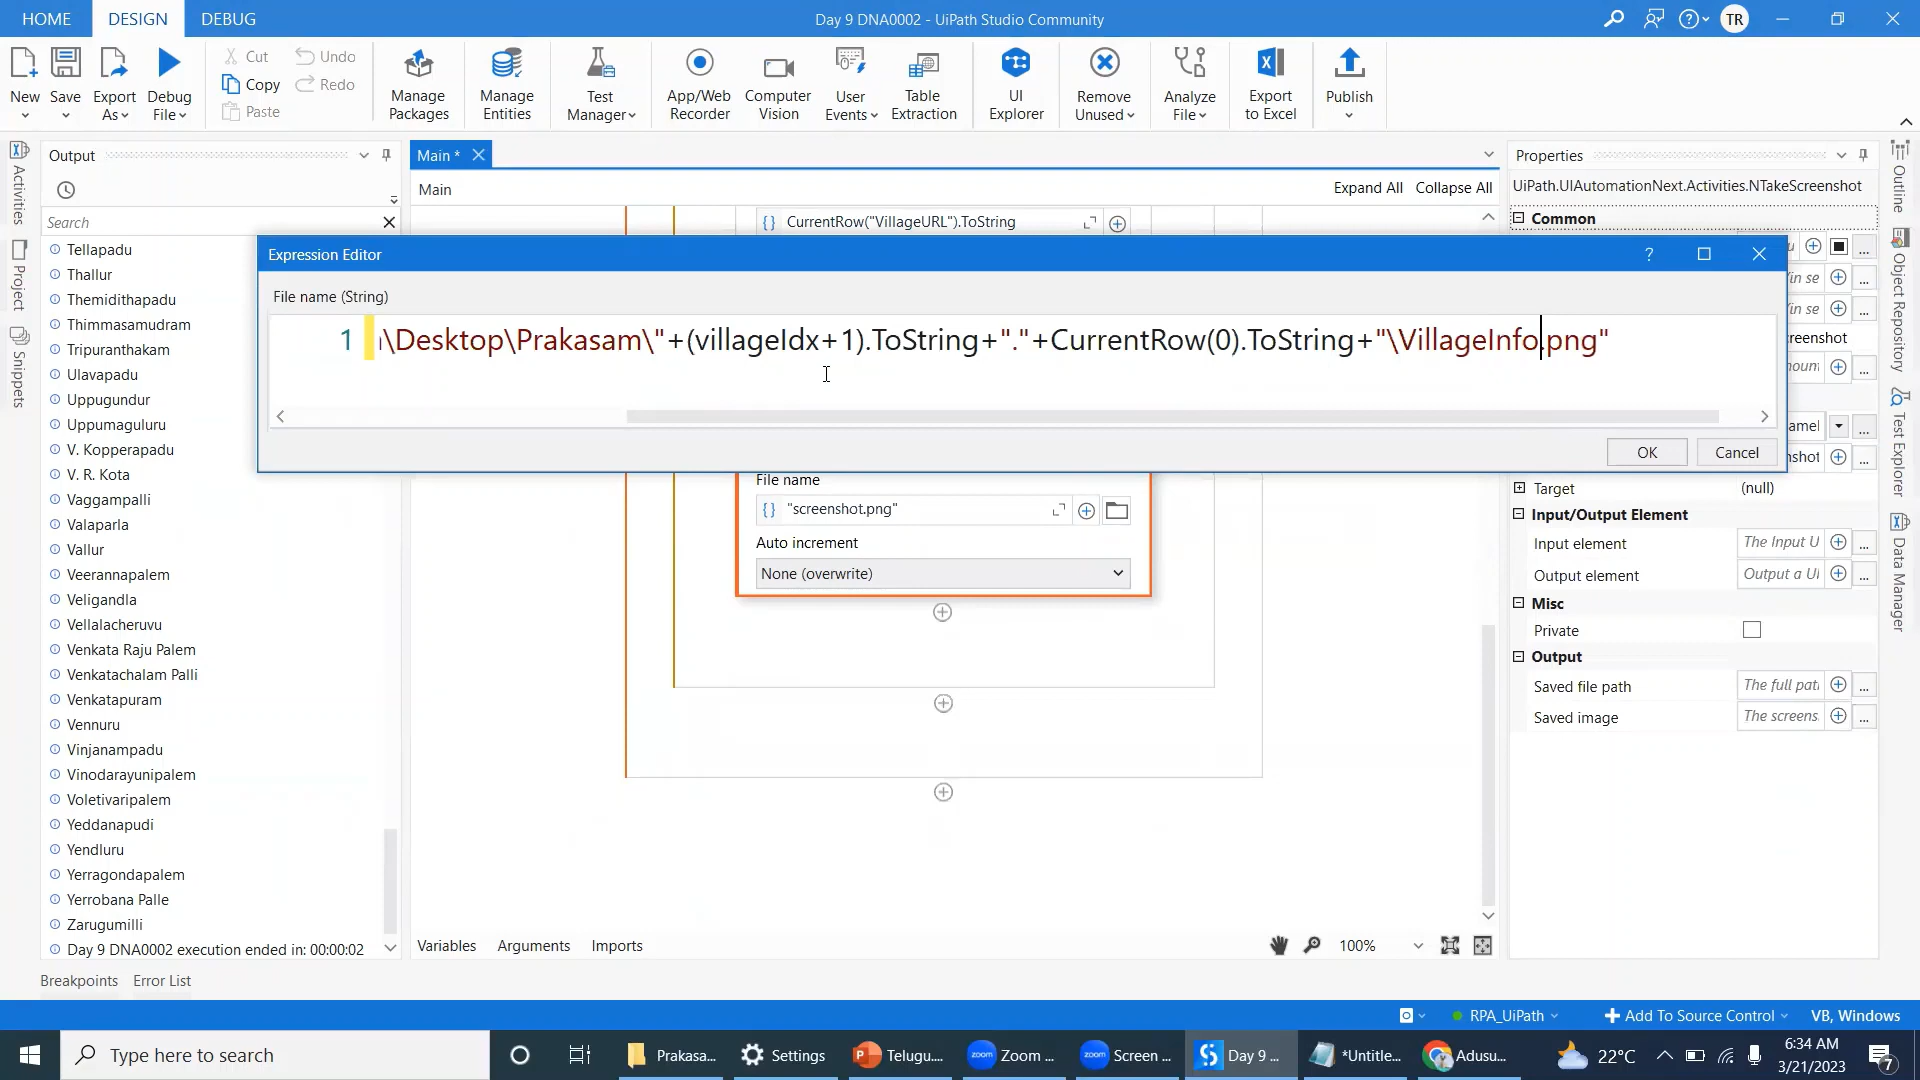 HOME DESIGN DEBUG
Day 9 DNA0002 - UiPath Studio Community
TR
New Save Export As Debug File
Cut Copy Paste Undo Redo
Manage Packages
Manage Entities
Test Manager
App/Web Recorder
Computer Vision
User Events
Table Extraction
UI Explorer
Remove Unused
Analyze File
Export to Excel
Publish
Activities
Project
Snippets
Output
Search
Tellapadu
Thallur
Themidithapadu
Thimmasamudram
Tripuranthakam
Ulavapadu
Uppugundur
Uppumaguluru
V. Kopperapadu
V. R. Kota
Vaggampalli
Valaparla
Vallur
Veerannapalem
Veligandla
Vellalacheruvu
Venkata Raju Palem
Venkatachalam Palli
Venkatapuram
Vennuru
Vinjanampadu
Vinodarayunipalem
Voletivaripalem
Yeddanapudi
Yendluru
Yerragondapalem
Yerrobana Palle
Zarugumilli
Day 9 DNA0002 execution ended in: 00:00:02
Breakpoints Error List
Main *
Main
Expand All Collapse All
CurrentRow("VillageURL").ToString
Expression Editor
File name (String)
1 \Desktop\Prakasam\"+(villageIdx+1).ToString+"."+CurrentRow(0).ToString+"\VillageInfo.png"
OK Cancel
File name
"screenshot.png"
Auto increment
None (overwrite)
Variables Arguments Imports
100%
Properties
UiPath.UIAutomationNext.Activities.NTakeScreenshot
Common
Target (null)
Input/Output Element
Input element The Input U
Output element Output a UI
Misc
Private
Output
Saved file path The full pat
Saved image The screens
Outline
Object Repository
Test Explorer
Data Manager
RPA_UiPath
Add To Source Control
VB, Windows
Type here to search
Prakasa...
Settings
Telugu....
Zoom ...
Screen ...
Day 9 ...
*Untitle...
Adusu...
22°C
6:34 AM
3/21/2023
7